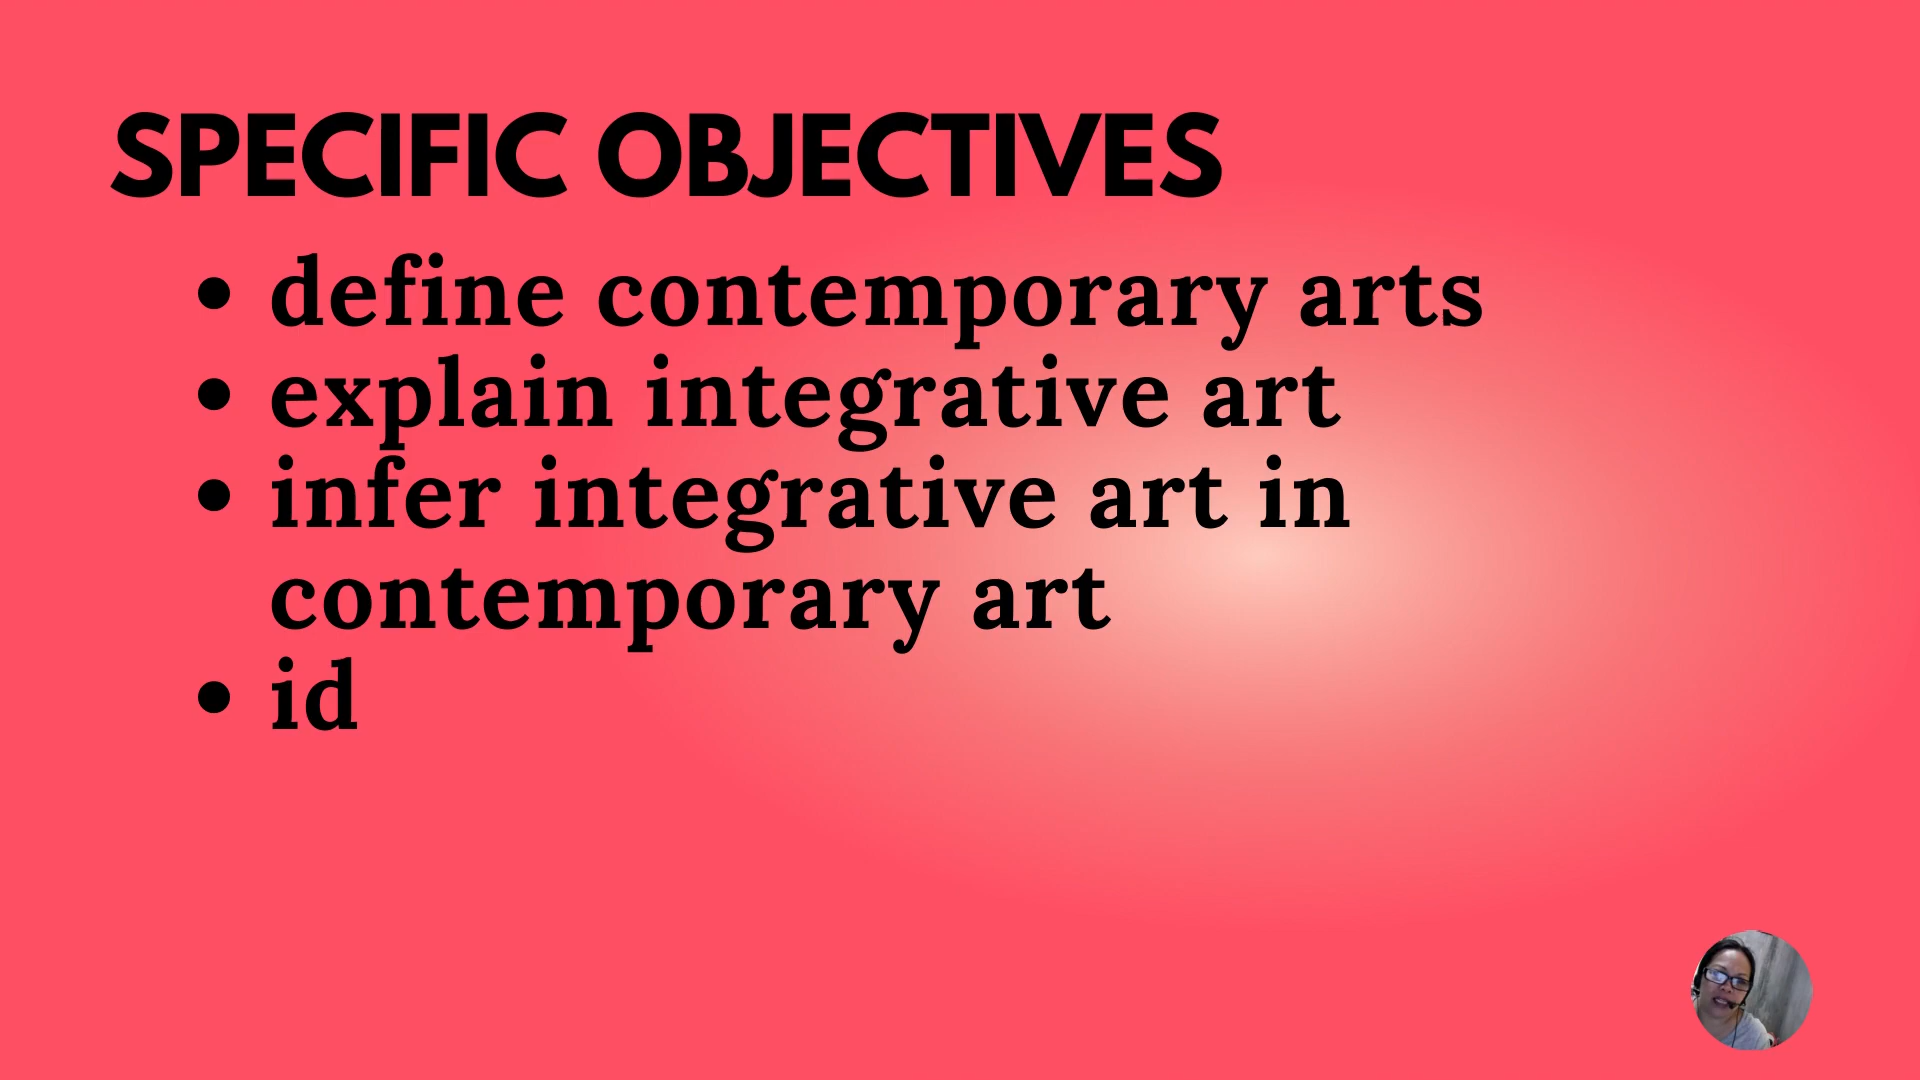 SPECIFIC OBJECTIVES
• define contemporary arts
• explain integrative art
• infer integrative art in
contemporary art
• id